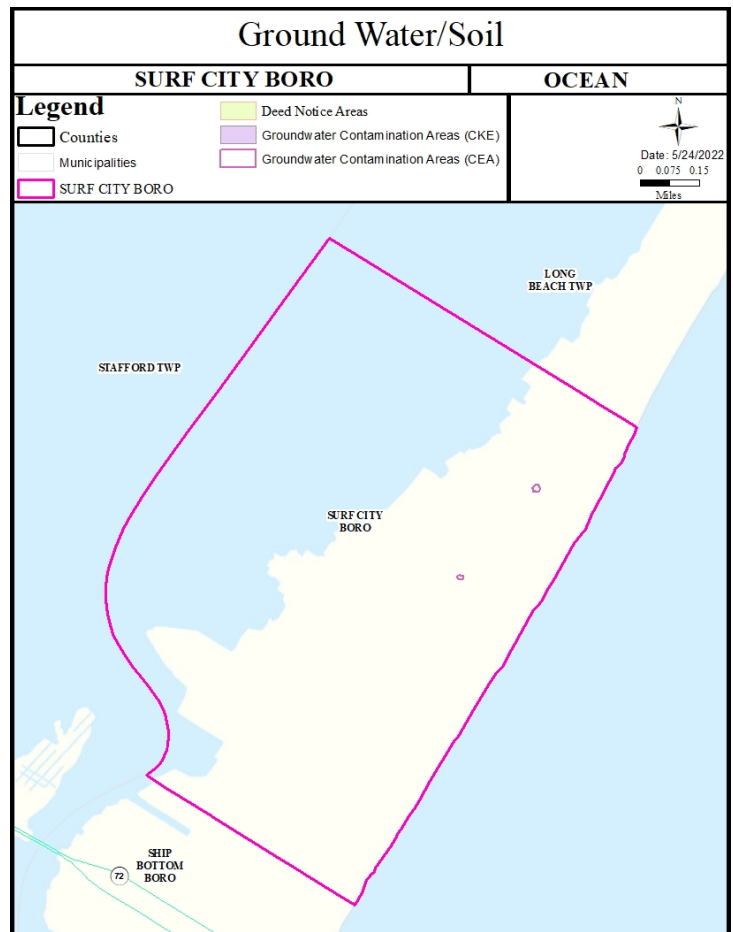 Ground Water/Soil
SURF CITY BORO
OCEAN
Legend
Counties
Municipalities
SURF CITY BORO
Deed Notice Areas
Groundwater Contamination Areas (CKE)
Groundwater Contamination Areas (CEA)
N
Date: 5/24/2022
0 0.075 0.15
Miles
LONG
BEACH TWP
STAFFORD TWP
SURF CITY
BORO
SHIP
BOTTOM
BORO
72